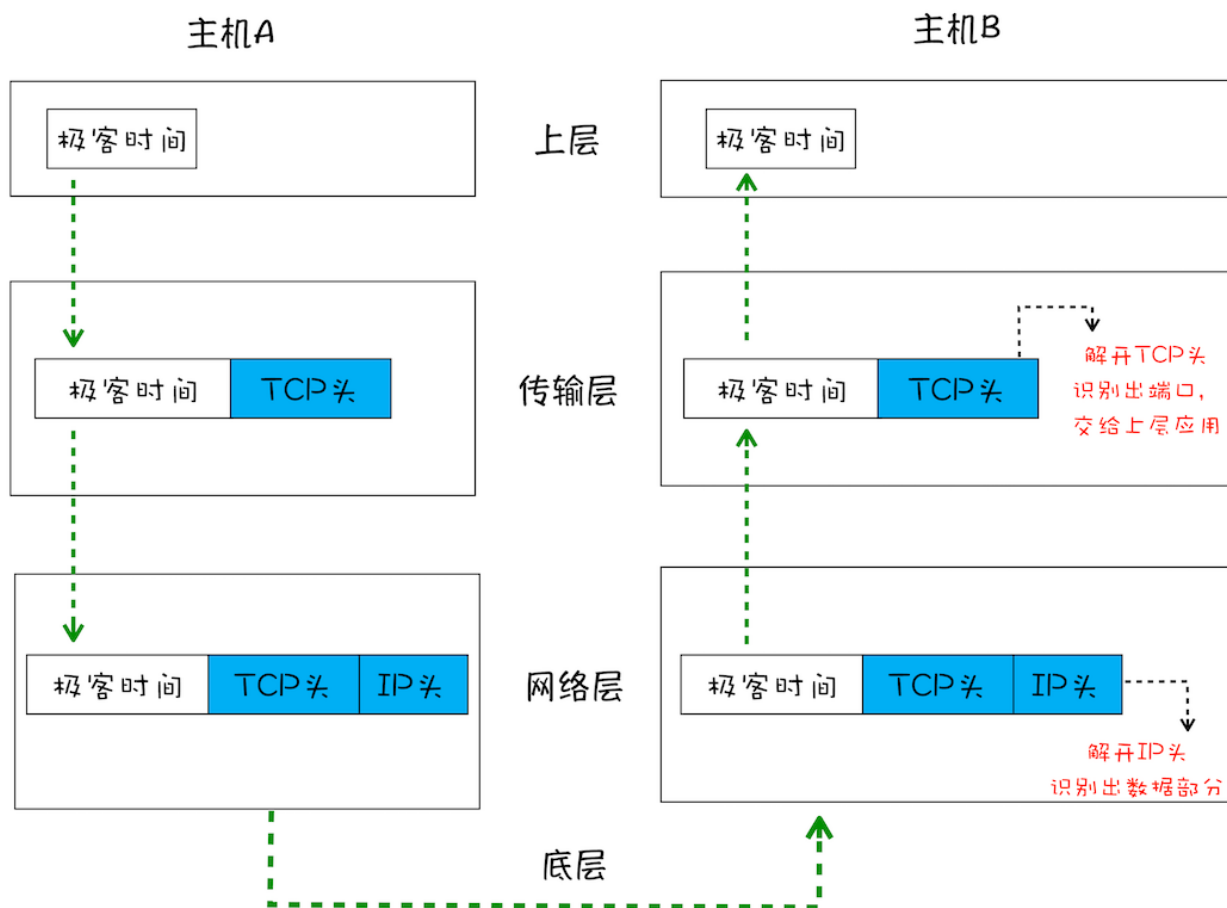 主机A
主机B
极客时间
上层
极客时间
极客时间 TCP头
传输层
极客时间 TCP头
解开TCP头
识别出端口,
交给上层应用
极客时间 TCP头 IP头
网络层
极客时间 TCP头 IP头
解开IP头
识别出数据部分
底层